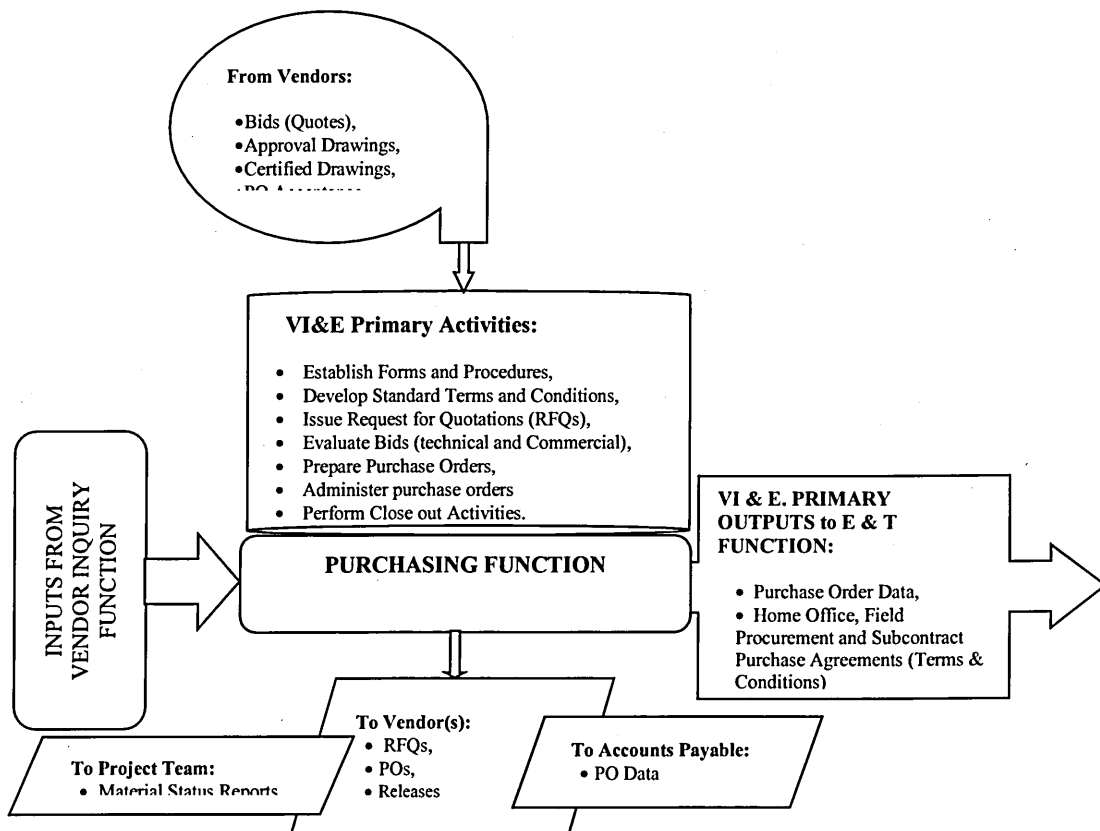 From Vendors:
•Bids (Quotes),
•Approval Drawings,
•Certified Drawings,
•PO Acceptance
VI&E Primary Activities:
• Establish Forms and Procedures,
• Develop Standard Terms and Conditions,
• Issue Request for Quotations (RFQs),
• Evaluate Bids (technical and Commercial),
• Prepare Purchase Orders,
• Administer purchase orders
• Perform Close out Activities.
INPUTS FROM
VENDOR INQUIRY
FUNCTION
PURCHASING FUNCTION
VI & E. PRIMARY
OUTPUTS to E & T
FUNCTION:
• Purchase Order Data,
• Home Office, Field
Procurement and Subcontract
Purchase Agreements (Terms &
Conditions)
To Project Team:
• Material Status Reports
To Vendor(s):
• RFQs,
• POs,
• Releases
To Accounts Payable:
• PO Data